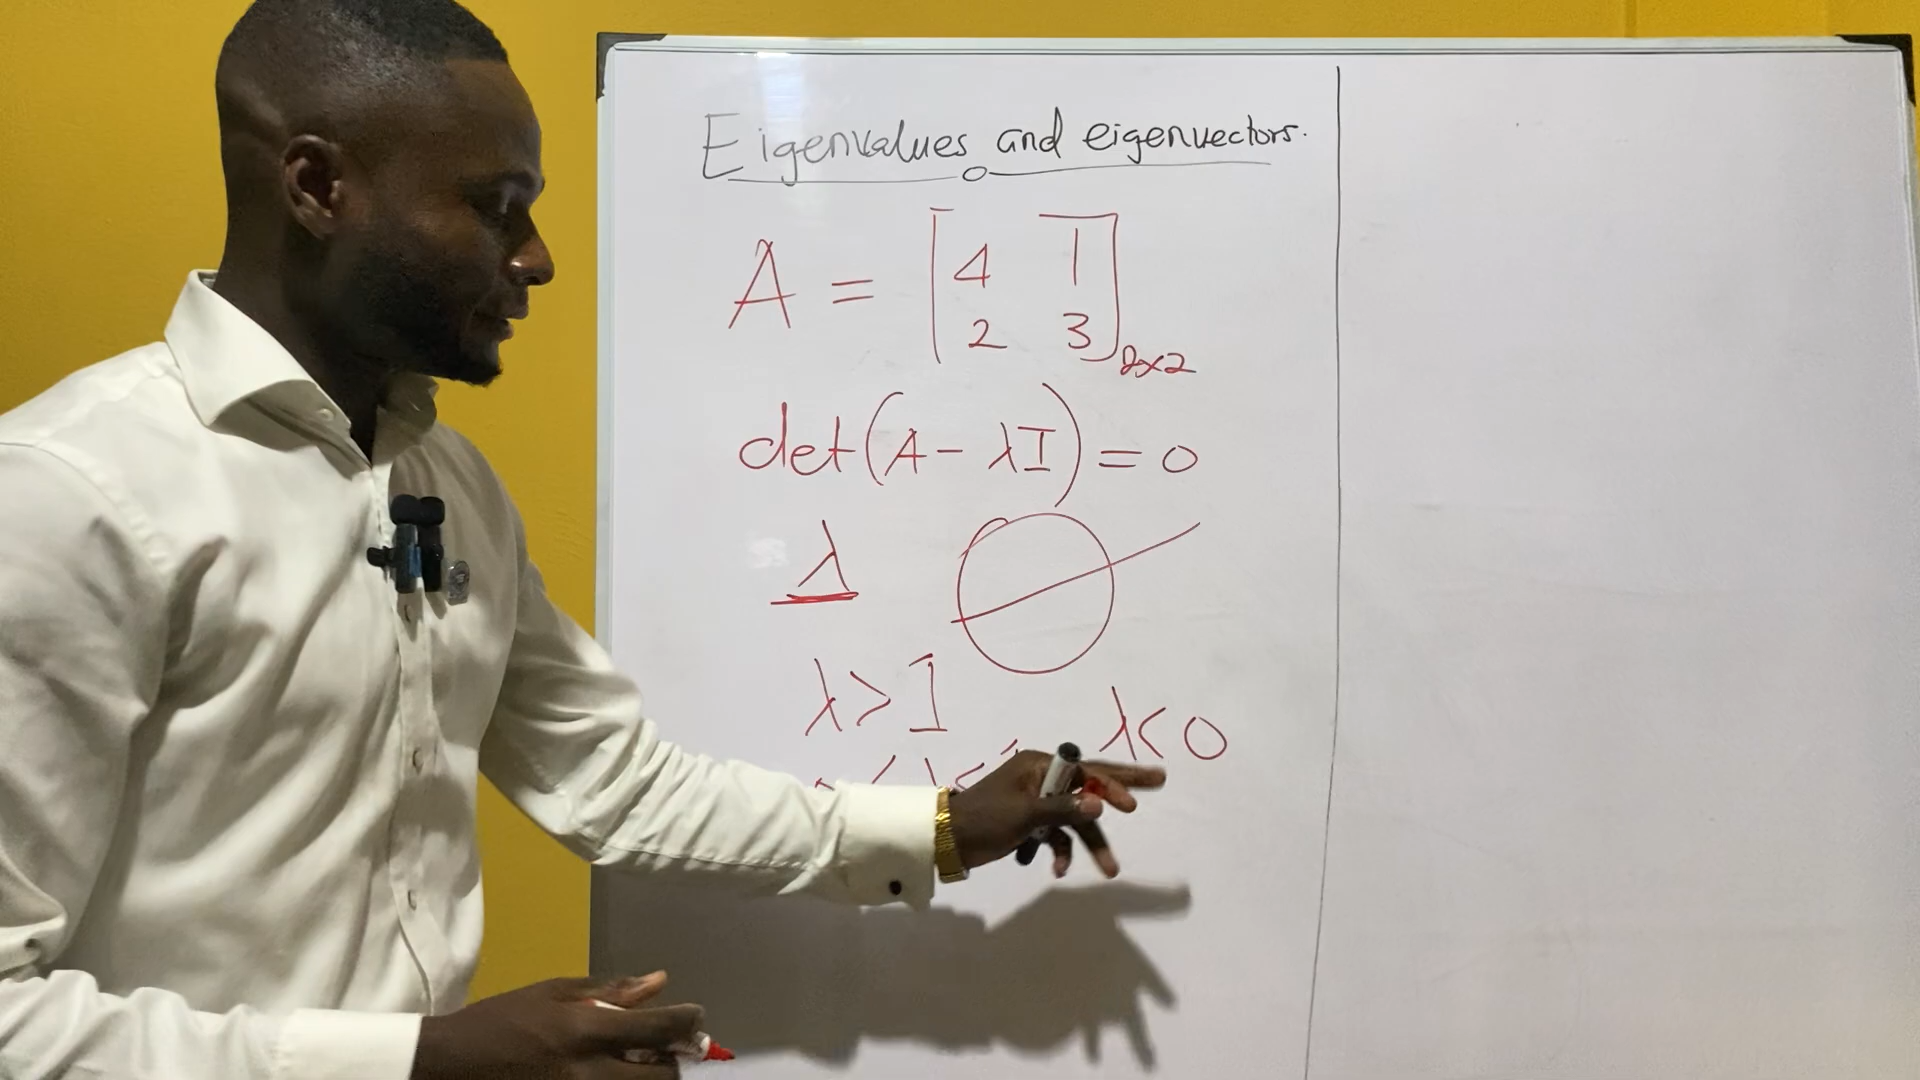 Eigenvalues and eigenvectors.
A = [4 1
2 3]2x2
det(A - λI) = 0
λ
λ > 1
λ < 0